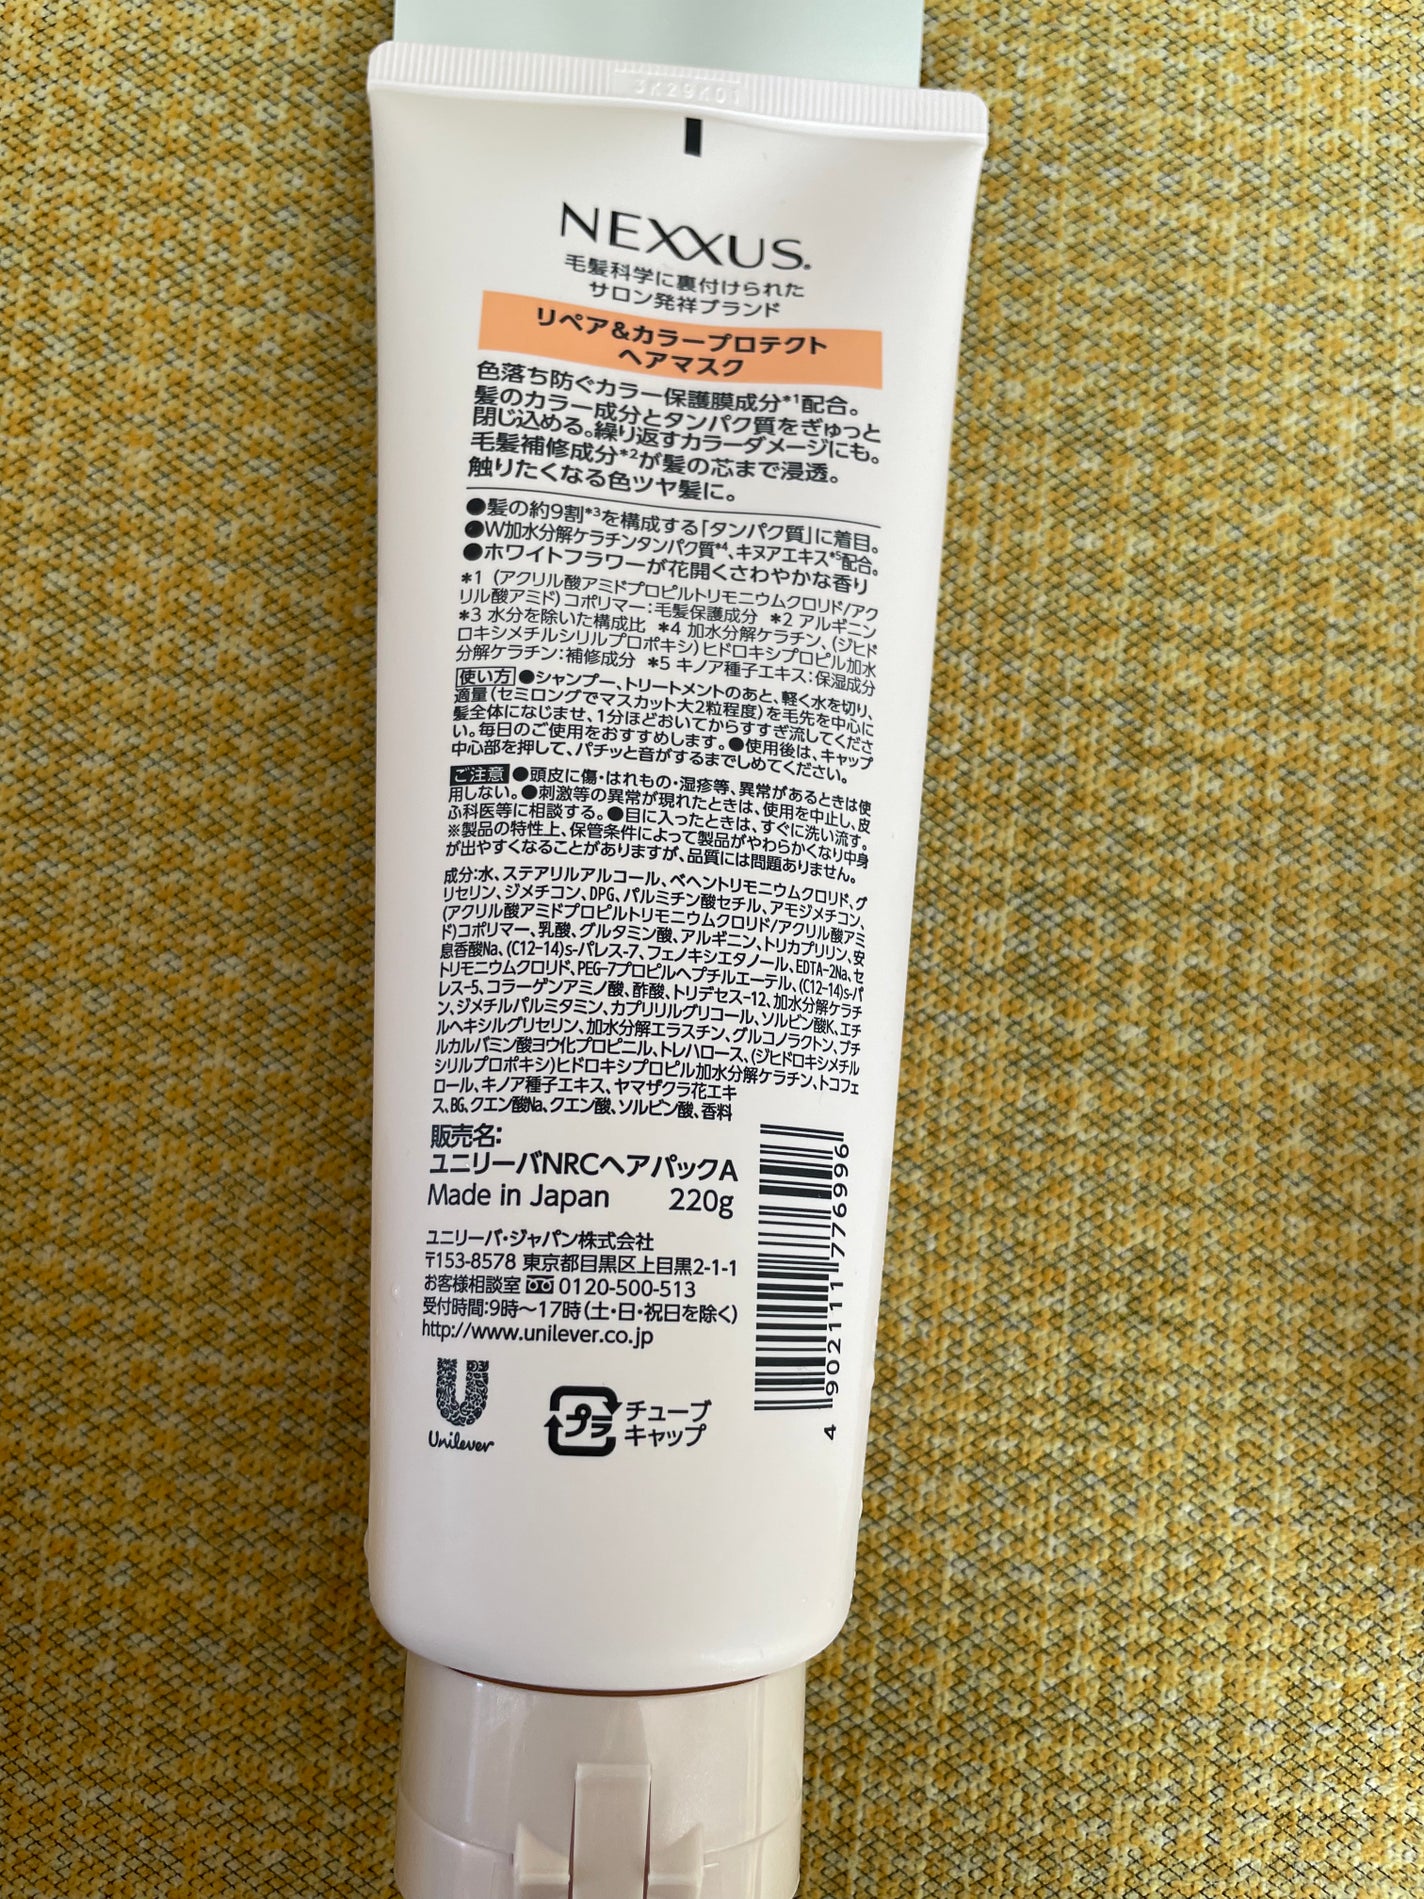 3K29K01
NEXXUS®
毛髪科学に裏付けられた
サロン発祥ブランド
リペア&カラープロテクト
ヘアマスク
色落ち防ぐカラー保護膜成分*1配合。
髪のカラー成分とタンパク質をぎゅっと
閉じ込める。繰り返すカラーダメージにも。
毛髪補修成分*2が髪の芯まで浸透。
触りたくなる色ツヤ髪に。
●髪の約9割*3を構成する「タンパク質」に着目。
●W加水分解ケラチンタンパク質*4、キヌアエキス*5配合。
●ホワイトフラワーが花開くさわやかな香り
*1 (アクリル酸アミドプロピルトリモニウムクロリド/アク
リル酸アミド)コポリマー:毛髪保護成分 *2 アルギニン
*3 水分を除いた構成比 *4 加水分解ケラチン、(ジヒド
ロキシメチルシリルプロポキシ)ヒドロキシプロピル加水
分解ケラチン:補修成分 *5 キノア種子エキス:保湿成分
使い方 ●シャンプー、トリートメントのあと、軽く水を切り、
適量(セミロングでマスカット大2粒程度)を毛先を中心に
髪全体になじませ、1分ほどおいてからすすぎ流してくださ
い。毎日のご使用をおすすめします。●使用後は、キャップ
中心部を押して、パチッと音がするまでしめてください。
ご注意 ●頭皮に傷・はれもの・湿疹等、異常があるときは使
用しない。●刺激等の異常が現れたときは、使用を中止し、皮
ふ科医等に相談する。●目に入ったときは、すぐに洗い流す。
※製品の特性上、保管条件によって製品がやわらかくなり中身
が出やすくなることがありますが、品質には問題ありません。
成分:水、ステアリルアルコール、ベヘントリモニウムクロリド、グ
リセリン、ジメチコン、DPG、パルミチン酸セチル、アモジメチコン、
(アクリル酸アミドプロピルトリモニウムクロリド/アクリル酸アミ
ド)コポリマー、乳酸、グルタミン酸、アルギニン、トリカプリリン、安
息香酸Na、(C12-14)s-パレス-7、フェノキシエタノール、EDTA-2Na、セ
トリモニウムクロリド、PEG-7プロピルヘプチルエーテル、(C12-14)s-パ
レス-5、コラーゲンアミノ酸、酢酸、トリデセス-12、加水分解ケラチ
ン、ジメチルパルミタミン、カプリリルグリコール、ソルビン酸K、エチ
ルヘキシルグリセリン、加水分解エラスチン、グルコノラクトン、ブチ
ルカルバミン酸ヨウ化プロピニル、トレハロース、(ジヒドロキシメチル
シリルプロポキシ)ヒドロキシプロピル加水分解ケラチン、トコフェ
ロール、キノア種子エキス、ヤマザクラ花エキ
ス、BG、クエン酸Na、クエン酸、ソルビン酸、香料
販売名:
ユニリーバNRCヘアパックA
Made in Japan 220g
ユニリーバ・ジャパン株式会社
〒153-8578 東京都目黒区上目黒2-1-1
お客様相談室 0120-500-513
受付時間:9時〜17時(土・日・祝日を除く)
http://www.unilever.co.jp
Unilever
プラ
チューブ
キャップ
4 902111 776996